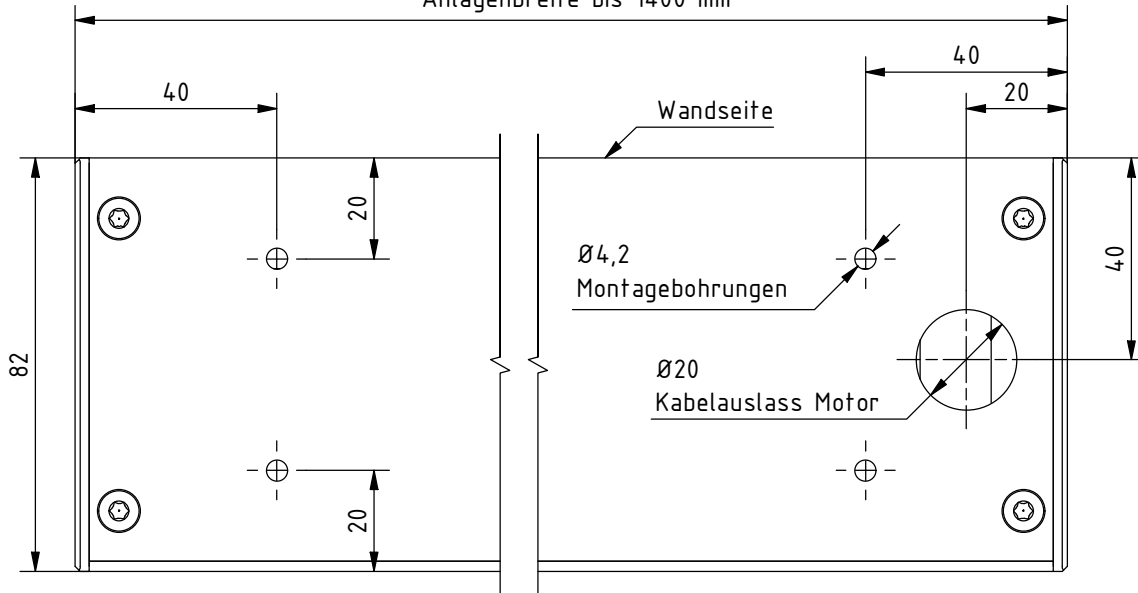 Anlagenbreite bis 1400 mm
40
20
40
Wandseite
20
Ø4,2
Montagebohrungen
40
82
Ø20
Kabelauslass Motor
20